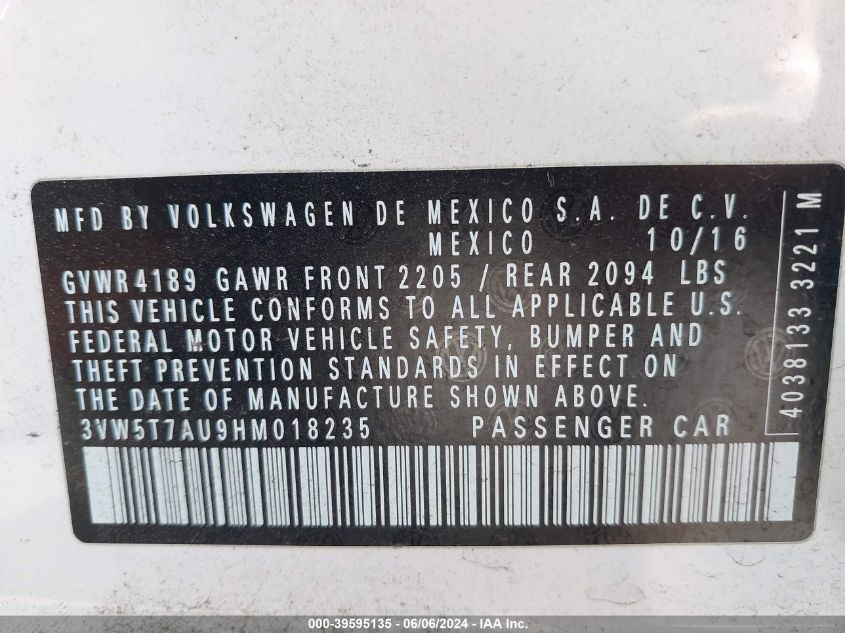 MFD BY VOLKSWAGEN DE MEXICO S.A. DE C.V.
MEXICO 10/16
GVWR 4189 GAWR FRONT 2205 / REAR 2094 LBS
THIS VEHICLE CONFORMS TO ALL APPLICABLE U.S.
FEDERAL MOTOR VEHICLE SAFETY, BUMPER AND
THEFT PREVENTION STANDARDS IN EFFECT ON
THE DATE OF MANUFACTURE SHOWN ABOVE.
3VW5T7AU9HM018235 PASSENGER CAR
4038133 3221 M
000-39595135 - 06/06/2024 - IAA Inc.